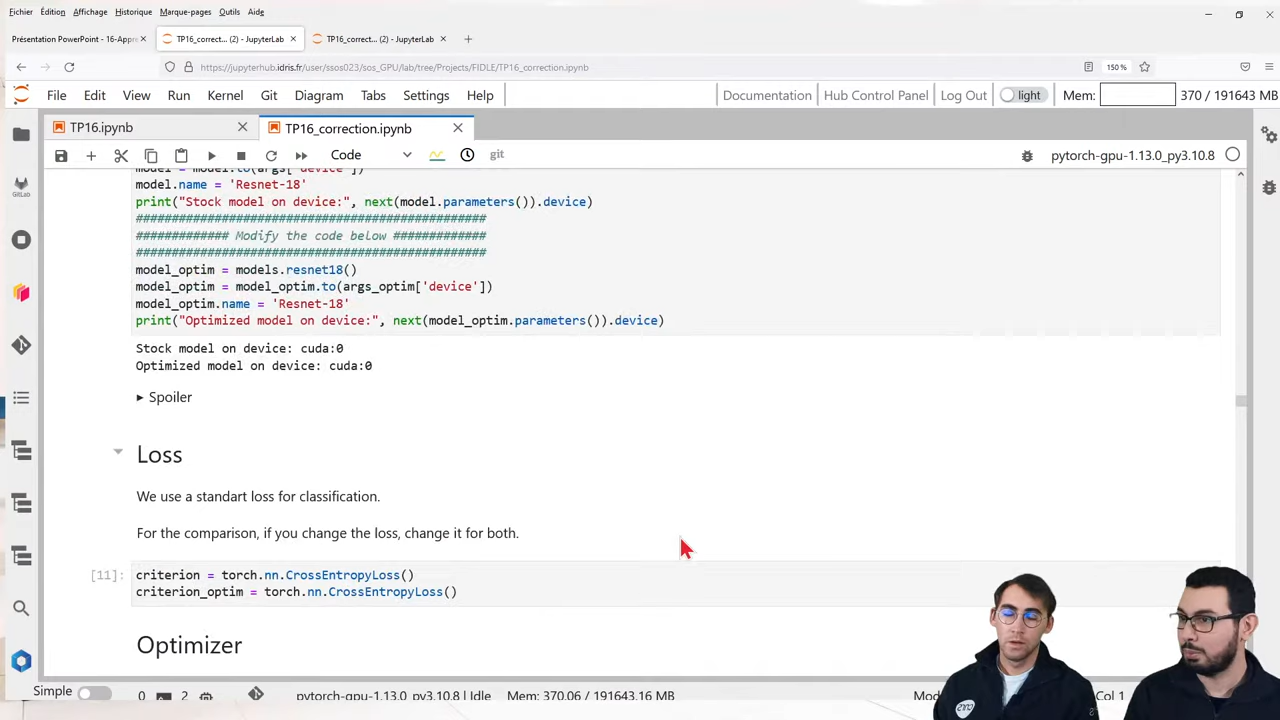 Fichier Édition Affichage Historique Marque-pages Outils Aide
Présentation PowerPoint - 16-Appre
TP16_correct... (2) - JupyterLab
TP16_correct... (2) - JupyterLab
https://jupyterhub.idris.fr/user/ssos023/sos_GPU/lab/tree/Projects/FIDLE/TP16_correction.ipynb
150 %
File Edit View Run Kernel Git Diagram Tabs Settings Help
Documentation Hub Control Panel Log Out light Mem: 370 / 191643 MB
TP16.ipynb
TP16_correction.ipynb
Code git pytorch-gpu-1.13.0_py3.10.8
GitLab
model = model.to(args['device'])
model.name = 'Resnet-18'
print("Stock model on device:", next(model.parameters()).device)
#################################################
############# Modify the code below #############
#################################################
model_optim = models.resnet18()
model_optim = model_optim.to(args_optim['device'])
model_optim.name = 'Resnet-18'
print("Optimized model on device:", next(model_optim.parameters()).device)
Stock model on device: cuda:0
Optimized model on device: cuda:0
Spoiler
Loss
We use a standart loss for classification.
For the comparison, if you change the loss, change it for both.
[11]:
criterion = torch.nn.CrossEntropyLoss()
criterion_optim = torch.nn.CrossEntropyLoss()
Optimizer
Simple 0 2 pytorch-gpu-1.13.0_py3.10.8 | Idle Mem: 370.06 / 191643.16 MB Col 1